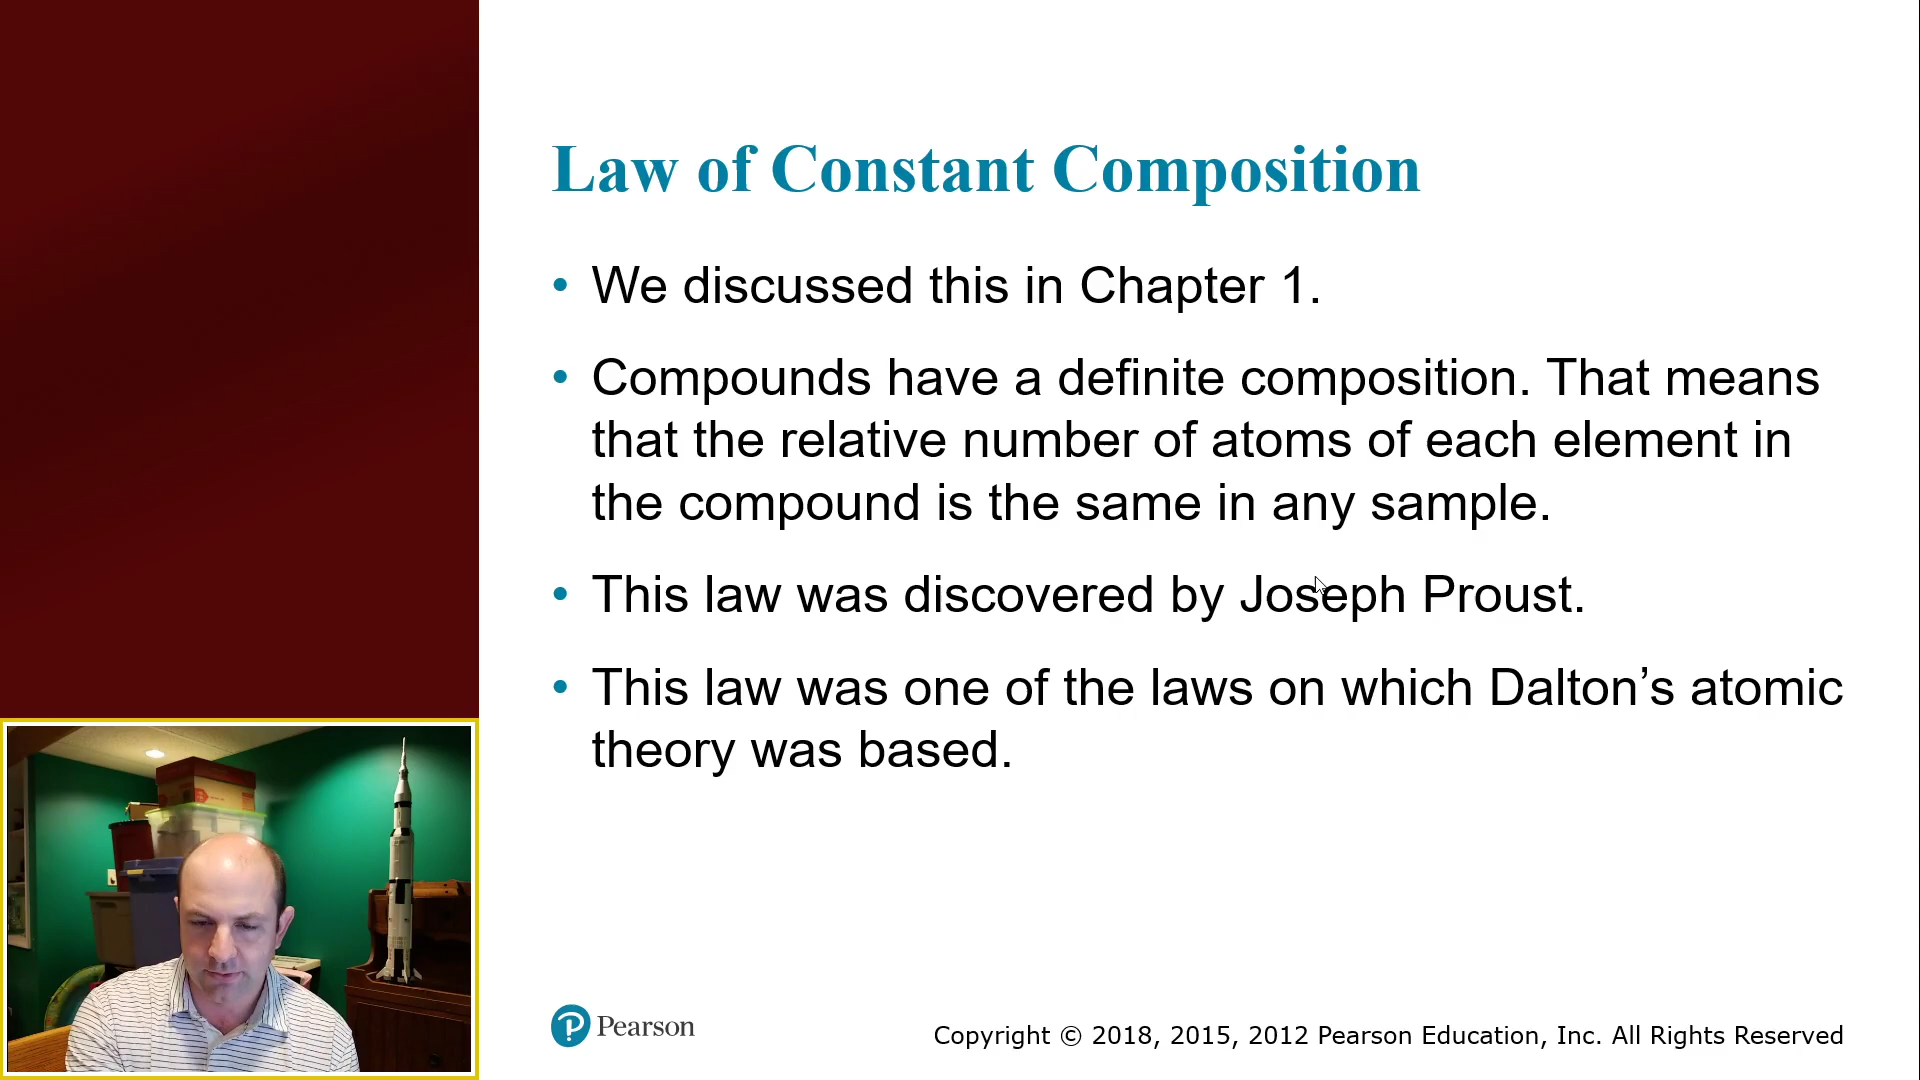 Law of Constant Composition
• We discussed this in Chapter 1.
• Compounds have a definite composition. That means
that the relative number of atoms of each element in
the compound is the same in any sample.
• This law was discovered by Joseph Proust.
• This law was one of the laws on which Dalton’s atomic
theory was based.
Pearson
Copyright © 2018, 2015, 2012 Pearson Education, Inc. All Rights Reserved